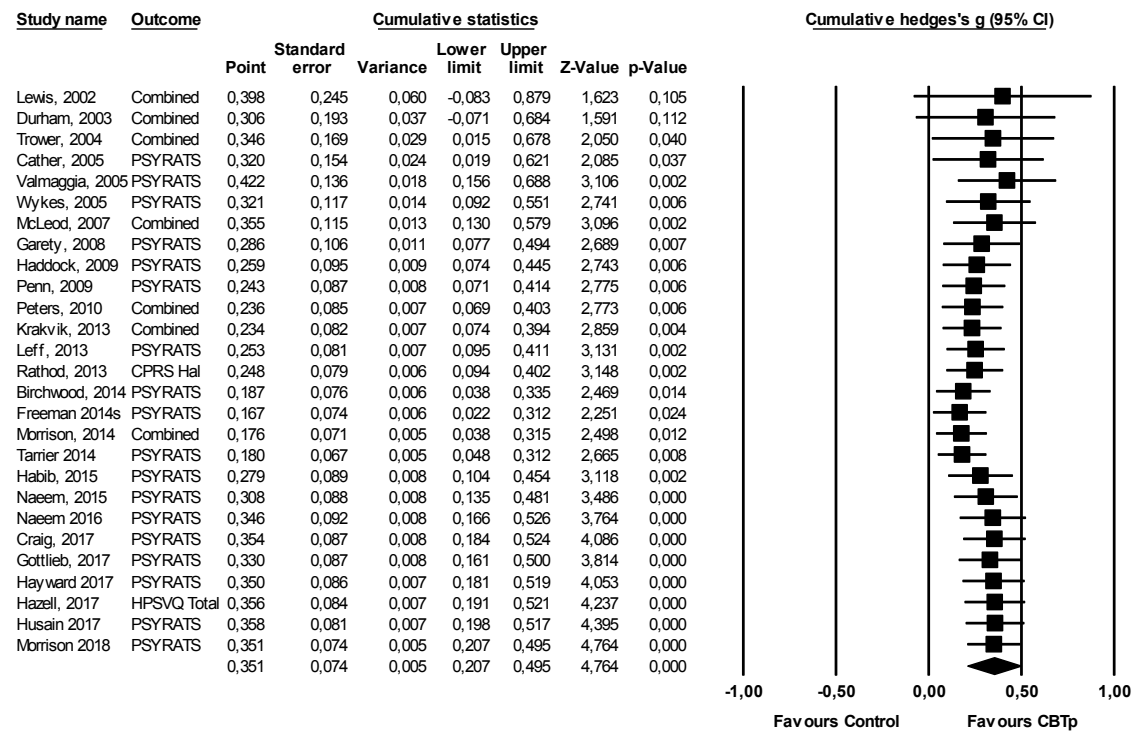 Study name Outcome Cumulative statistics Cumulative hedges's g (95% CI)
Standard Lower Upper
Point error Variance limit limit Z-Value p-Value
Lewis, 2002 Combined 0,398 0,245 0,060 -0,083 0,879 1,623 0,105
Durham, 2003 Combined 0,306 0,193 0,037 -0,071 0,684 1,591 0,112
Trower, 2004 Combined 0,346 0,169 0,029 0,015 0,678 2,050 0,040
Cather, 2005 PSYRATS 0,320 0,154 0,024 0,019 0,621 2,085 0,037
Valmaggia, 2005 PSYRATS 0,422 0,136 0,018 0,156 0,688 3,106 0,002
Wykes, 2005 PSYRATS 0,321 0,117 0,014 0,092 0,551 2,741 0,006
McLeod, 2007 Combined 0,355 0,115 0,013 0,130 0,579 3,096 0,002
Garety, 2008 PSYRATS 0,286 0,106 0,011 0,077 0,494 2,689 0,007
Haddock, 2009 PSYRATS 0,259 0,095 0,009 0,074 0,445 2,743 0,006
Penn, 2009 PSYRATS 0,243 0,087 0,008 0,071 0,414 2,775 0,006
Peters, 2010 Combined 0,236 0,085 0,007 0,069 0,403 2,773 0,006
Krakvik, 2013 Combined 0,234 0,082 0,007 0,074 0,394 2,859 0,004
Leff, 2013 PSYRATS 0,253 0,081 0,007 0,095 0,411 3,131 0,002
Rathod, 2013 CPRS Hal 0,248 0,079 0,006 0,094 0,402 3,148 0,002
Birchwood, 2014 PSYRATS 0,187 0,076 0,006 0,038 0,335 2,469 0,014
Freeman 2014s PSYRATS 0,167 0,074 0,006 0,022 0,312 2,251 0,024
Morrison, 2014 Combined 0,176 0,071 0,005 0,038 0,315 2,498 0,012
Tarrier 2014 PSYRATS 0,180 0,067 0,005 0,048 0,312 2,665 0,008
Habib, 2015 PSYRATS 0,279 0,089 0,008 0,104 0,454 3,118 0,002
Naeem, 2015 PSYRATS 0,308 0,088 0,008 0,135 0,481 3,486 0,000
Naeem 2016 PSYRATS 0,346 0,092 0,008 0,166 0,526 3,764 0,000
Craig, 2017 PSYRATS 0,354 0,087 0,008 0,184 0,524 4,086 0,000
Gottlieb, 2017 PSYRATS 0,330 0,087 0,008 0,161 0,500 3,814 0,000
Hayward 2017 PSYRATS 0,350 0,086 0,007 0,181 0,519 4,053 0,000
Hazell, 2017 HPSVQ Total 0,356 0,084 0,007 0,191 0,521 4,237 0,000
Husain 2017 PSYRATS 0,358 0,081 0,007 0,198 0,517 4,395 0,000
Morrison 2018 PSYRATS 0,351 0,074 0,005 0,207 0,495 4,764 0,000
0,351 0,074 0,005 0,207 0,495 4,764 0,000
-1,00 -0,50 0,00 0,50 1,00
Favours Control Favours CBTp